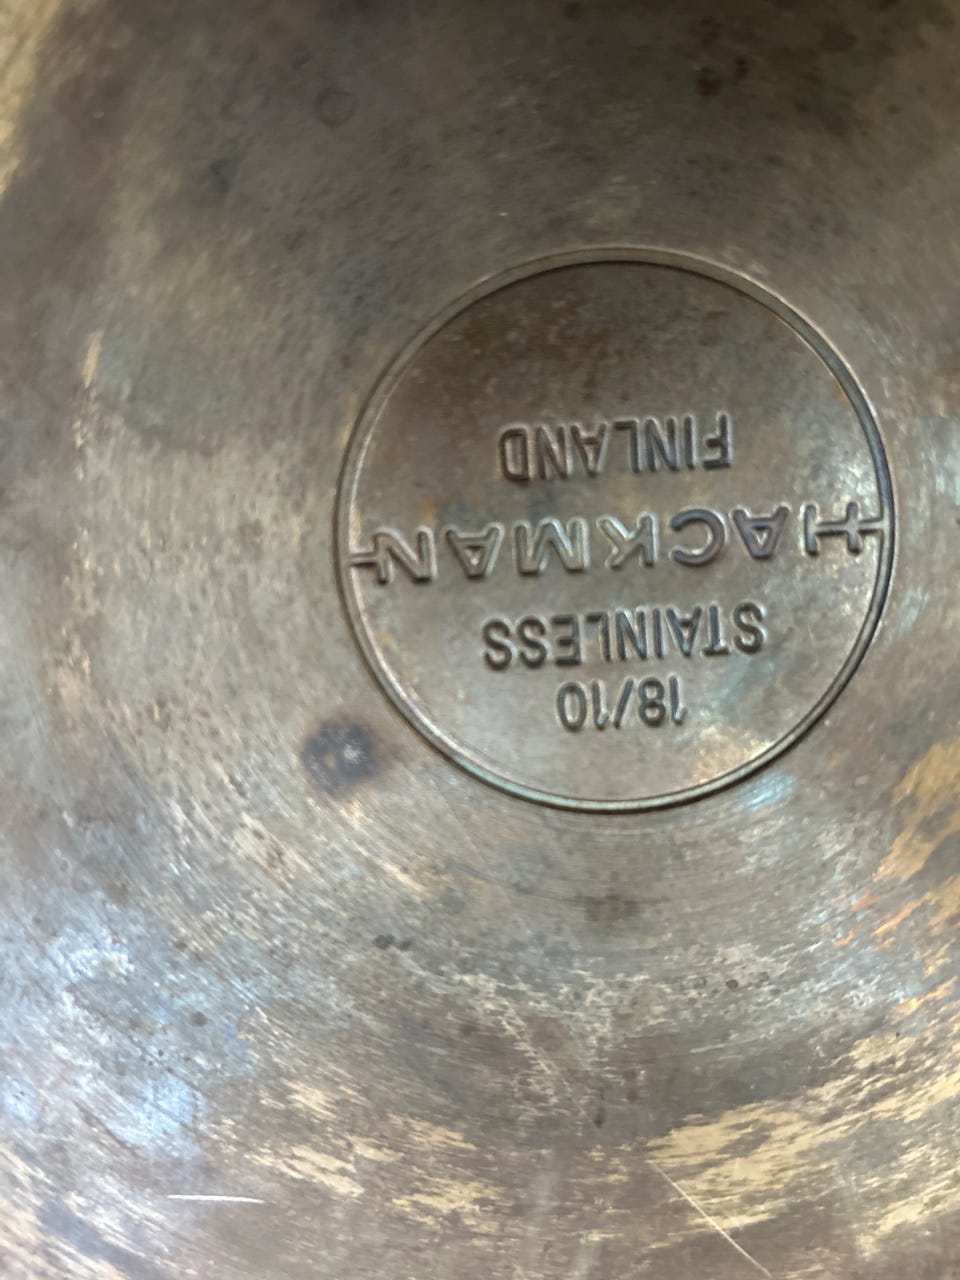 18/10
STAINLESS
HACKMAN
FINLAND